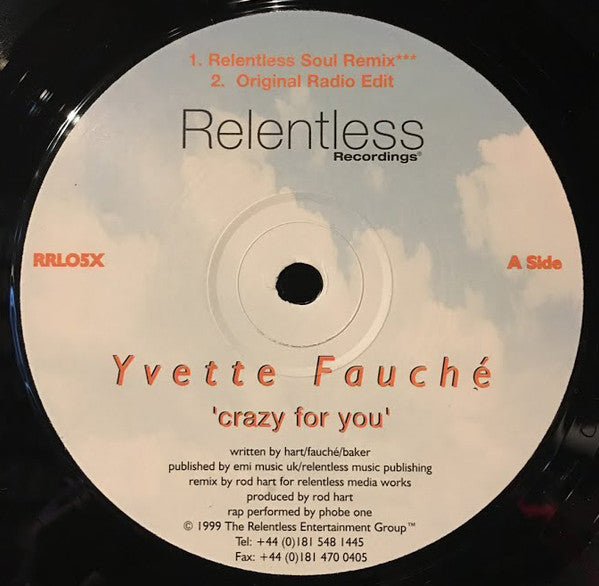 1. Relentless Soul Remix***
2. Original Radio Edit
Relentless
Recordings®
RRLO5X
A Side
Yvette Fauché
'crazy for you'
written by hart/fauché/baker
published by emi music uk/relentless music publishing
remix by rod hart for relentless media works
produced by rod hart
rap performed by phobe one
© 1999 The Relentless Entertainment Group™
Tel: +44 (0)181 548 1445
Fax: +44 (0)181 470 0405